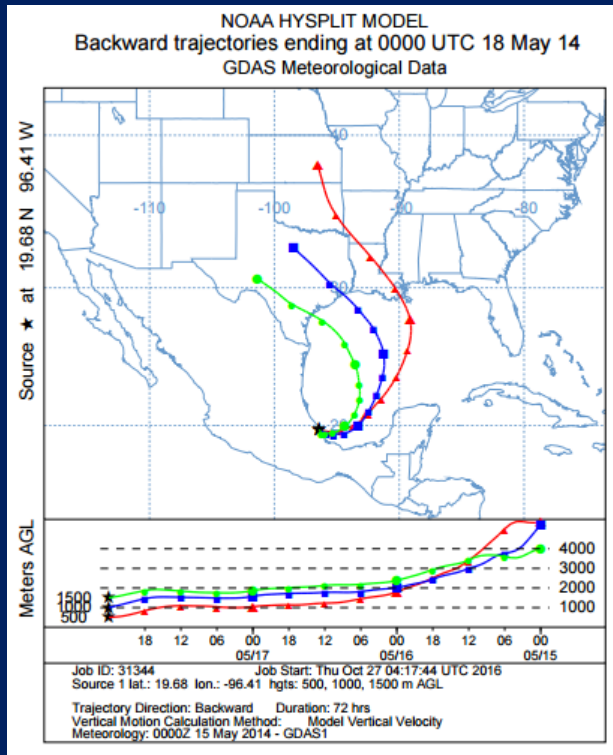 NOAA HYSPLIT MODEL
Backward trajectories ending at 0000 UTC 18 May 14
GDAS Meteorological Data
Source ★ at 19.68 N 96.41 W
40
-110
-100
-90
-80
30
20
Meters AGL
4000
3000
2000
1000
1500
1000
500
18 12 06 00 18 12 06 00 18 12 06 00
05/17 05/16 05/15
Job ID: 31344 Job Start: Thu Oct 27 04:17:44 UTC 2016
Source 1 lat.: 19.68 lon.: -96.41 hgts: 500, 1000, 1500 m AGL
Trajectory Direction: Backward Duration: 72 hrs
Vertical Motion Calculation Method: Model Vertical Velocity
Meteorology: 0000Z 15 May 2014 - GDAS1